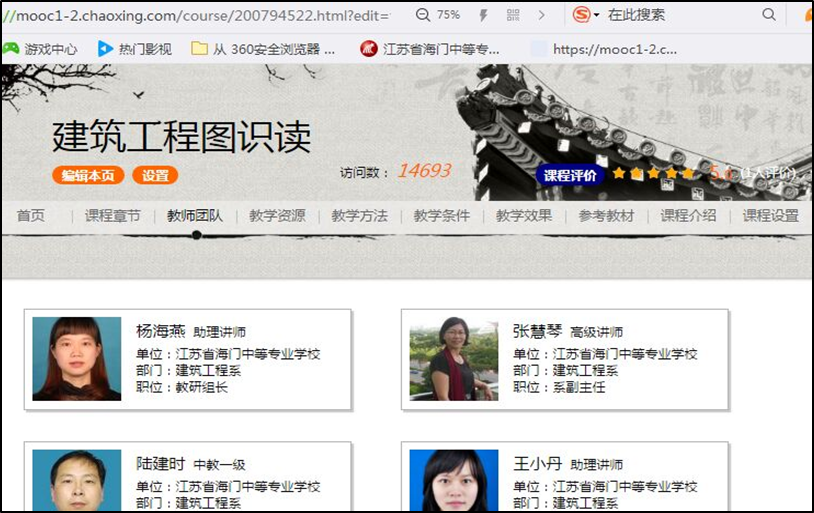 //mooc1-2.chaoxing.com/course/200794522.html?edit= 75% 在此搜索
游戏中心 热门影视 从 360安全浏览器 ... 江苏省海门中等专... https://mooc1-2.c...
建筑工程图识读
编辑本页 设置 访问数： 14693 课程评价 (1人评价)
首页 课程章节 教师团队 教学资源 教学方法 教学条件 教学效果 参考教材 课程介绍 课程设置
杨海燕 助理讲师
单位：江苏省海门中等专业学校
部门：建筑工程系
职位：教研组长
张慧琴 高级讲师
单位：江苏省海门中等专业学校
部门：建筑工程系
职位：系副主任
陆建时 中教一级
单位：江苏省海门中等专业学校
部门：建筑工程系
王小丹 助理讲师
单位：江苏省海门中等专业学校
部门：建筑工程系